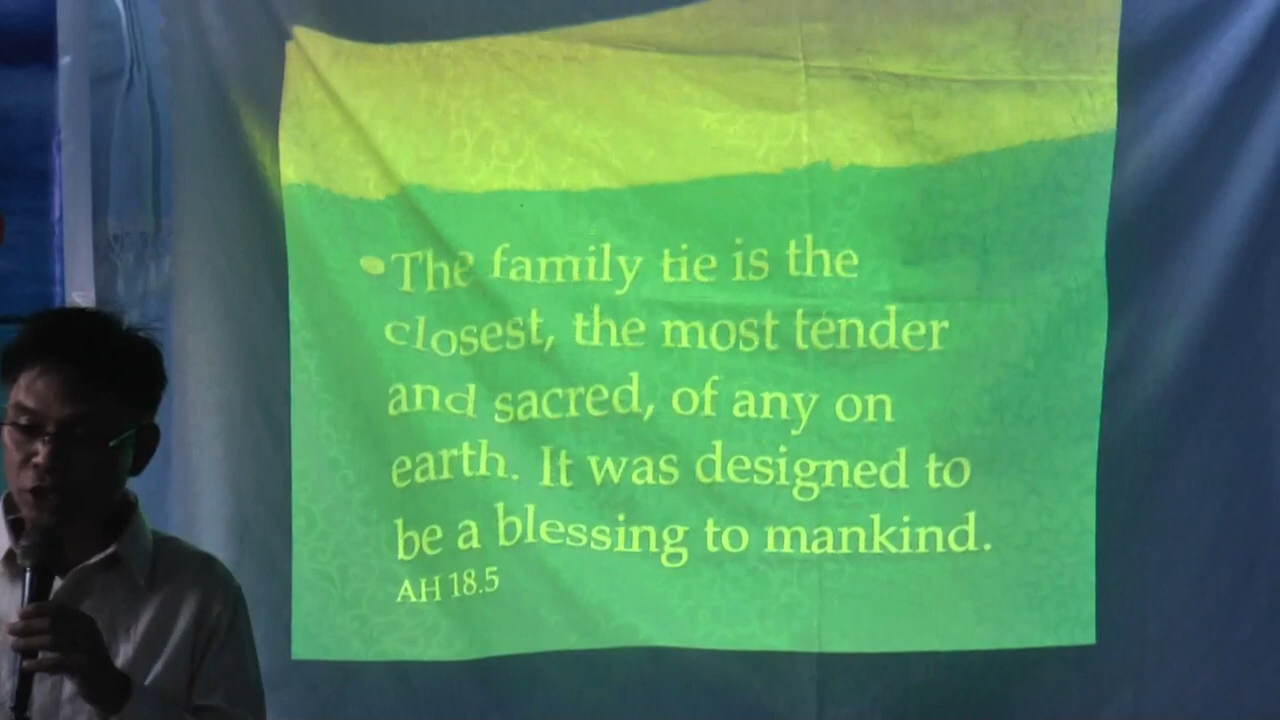 •The family tie is the
closest, the most tender
and sacred, of any on
earth. It was designed to
be a blessing to mankind.
AH 18.5